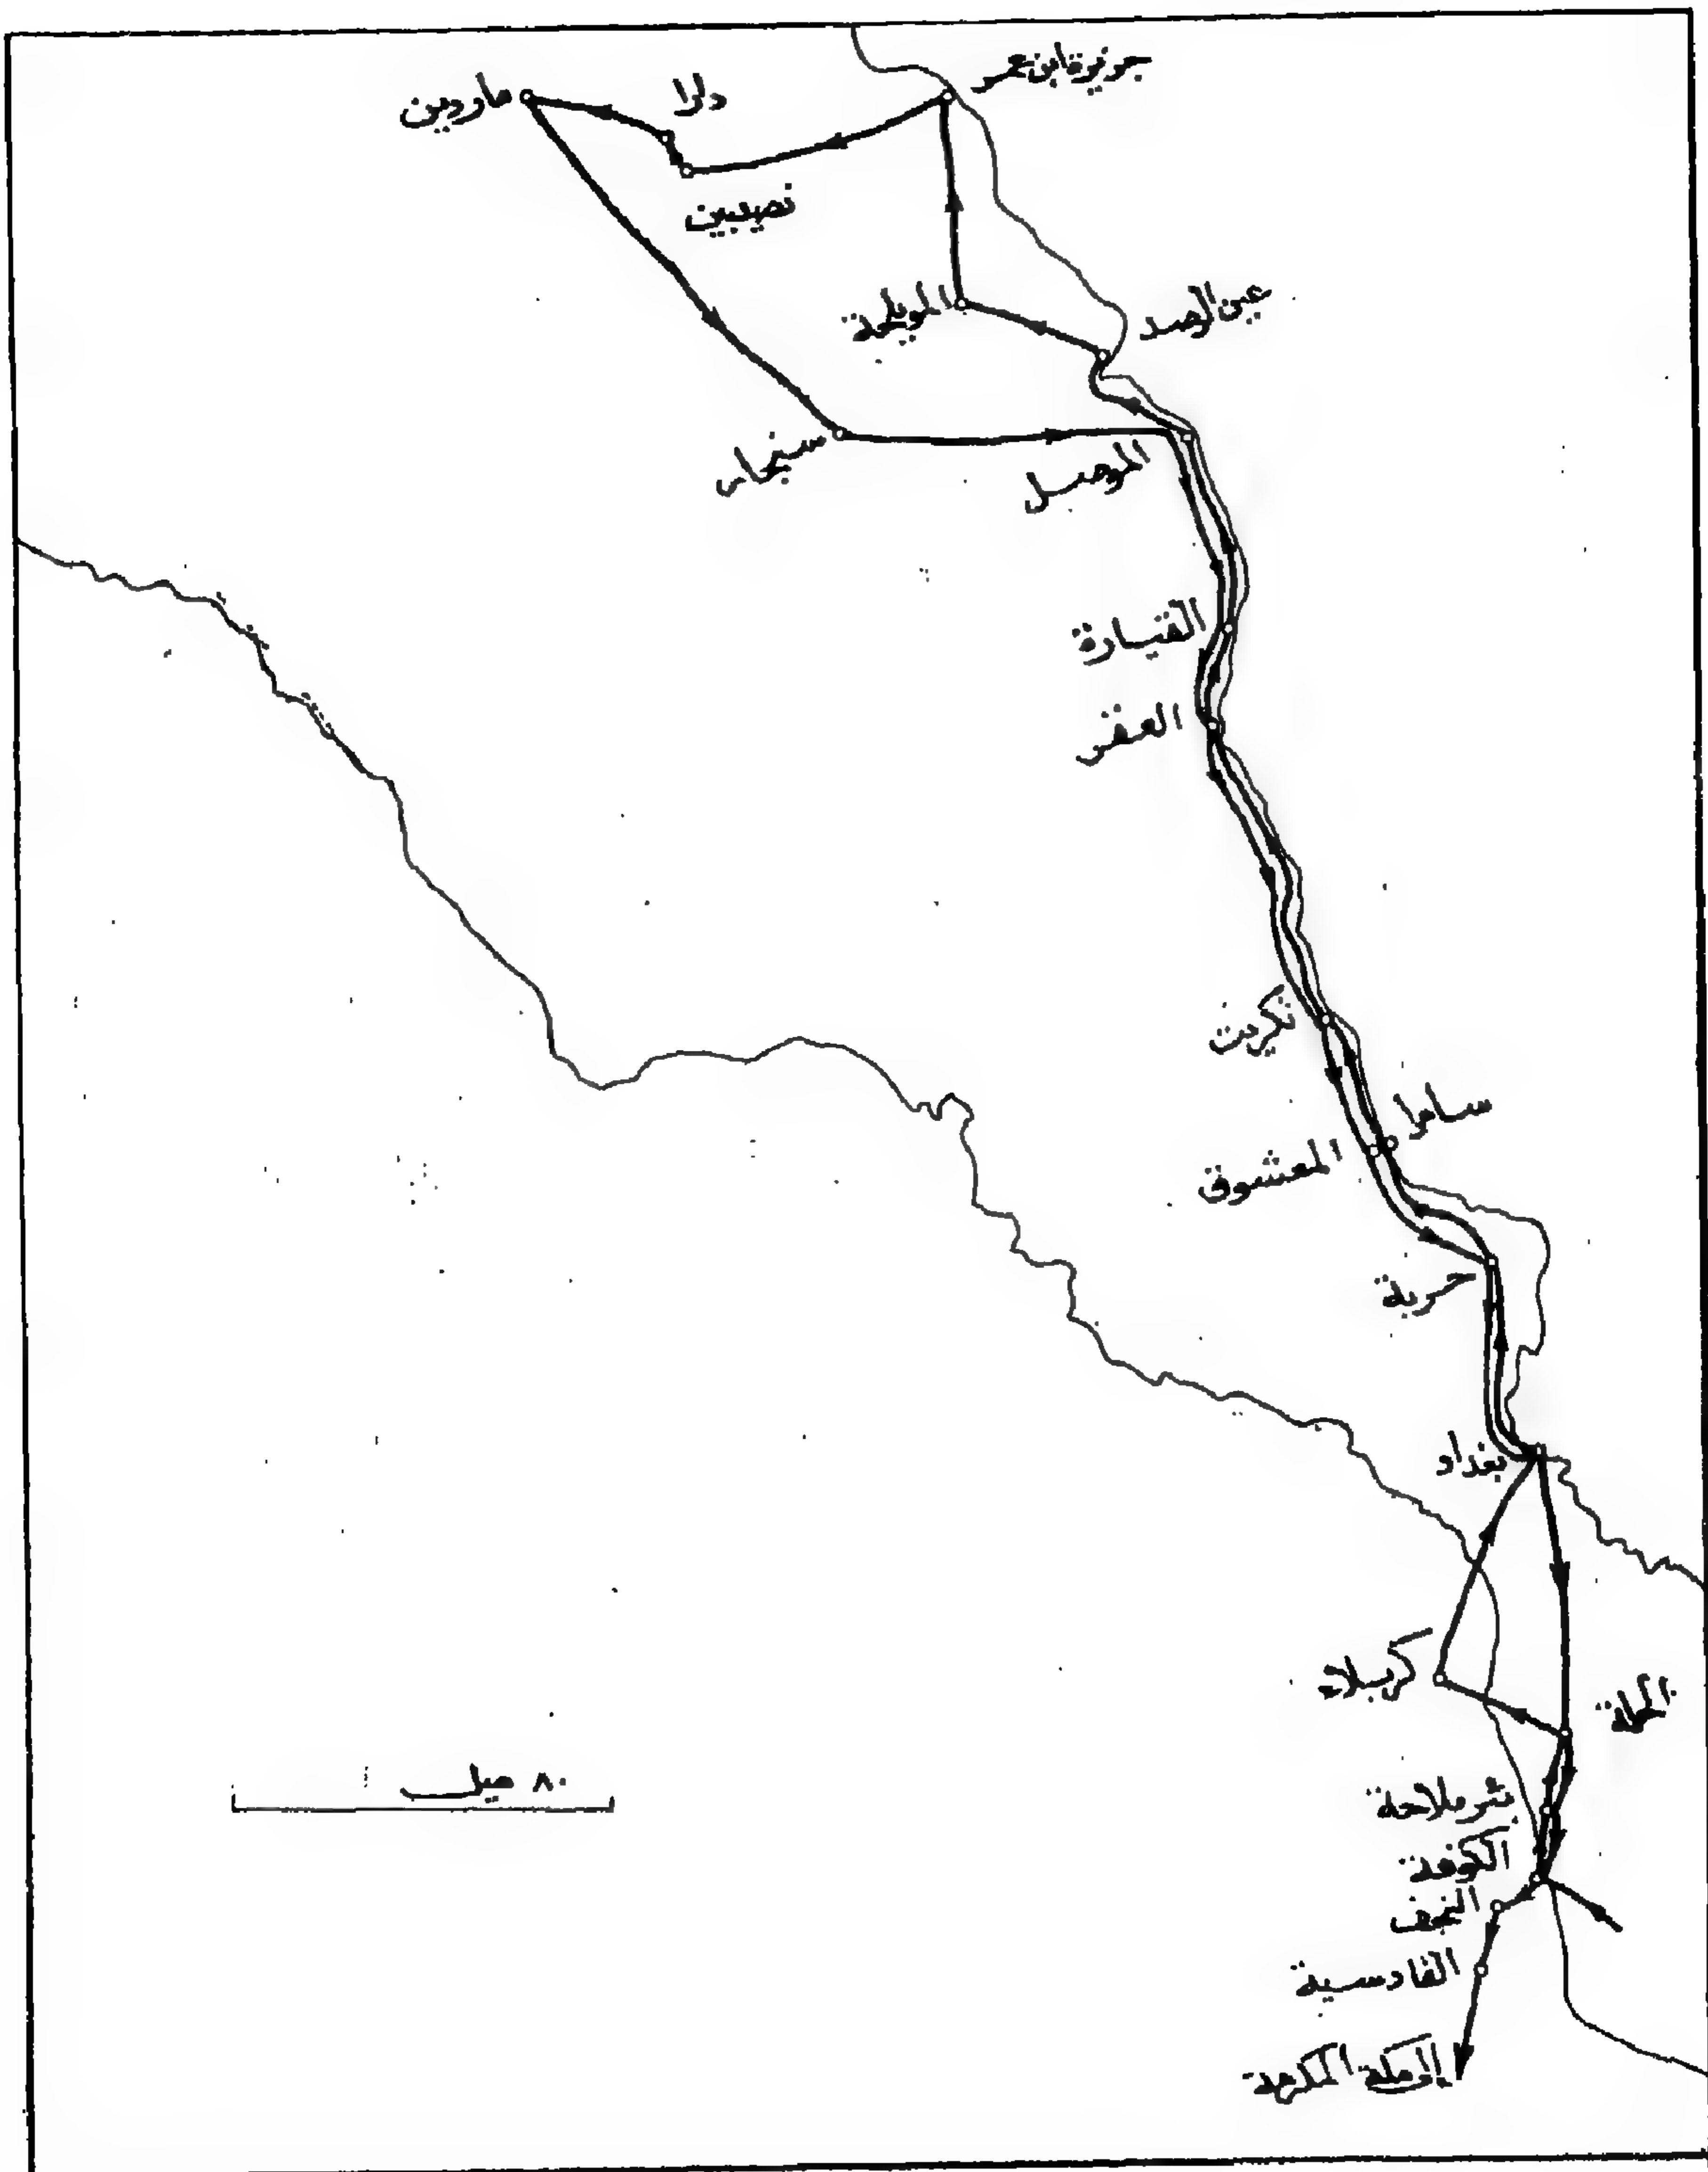 جزيرة ابن عمر
دارا
ماردين
نصيبين
عين الرصد
المويلحة
سنجار
الموصل
القيارة
العقر
تكريت
سامرا
المعشوق
حربة
بغداد
كربلاء
الحلة
٨٠ ميل
بئر ملاحة
الكوفة
النجف
القادسية
إلى مكة المكرمة